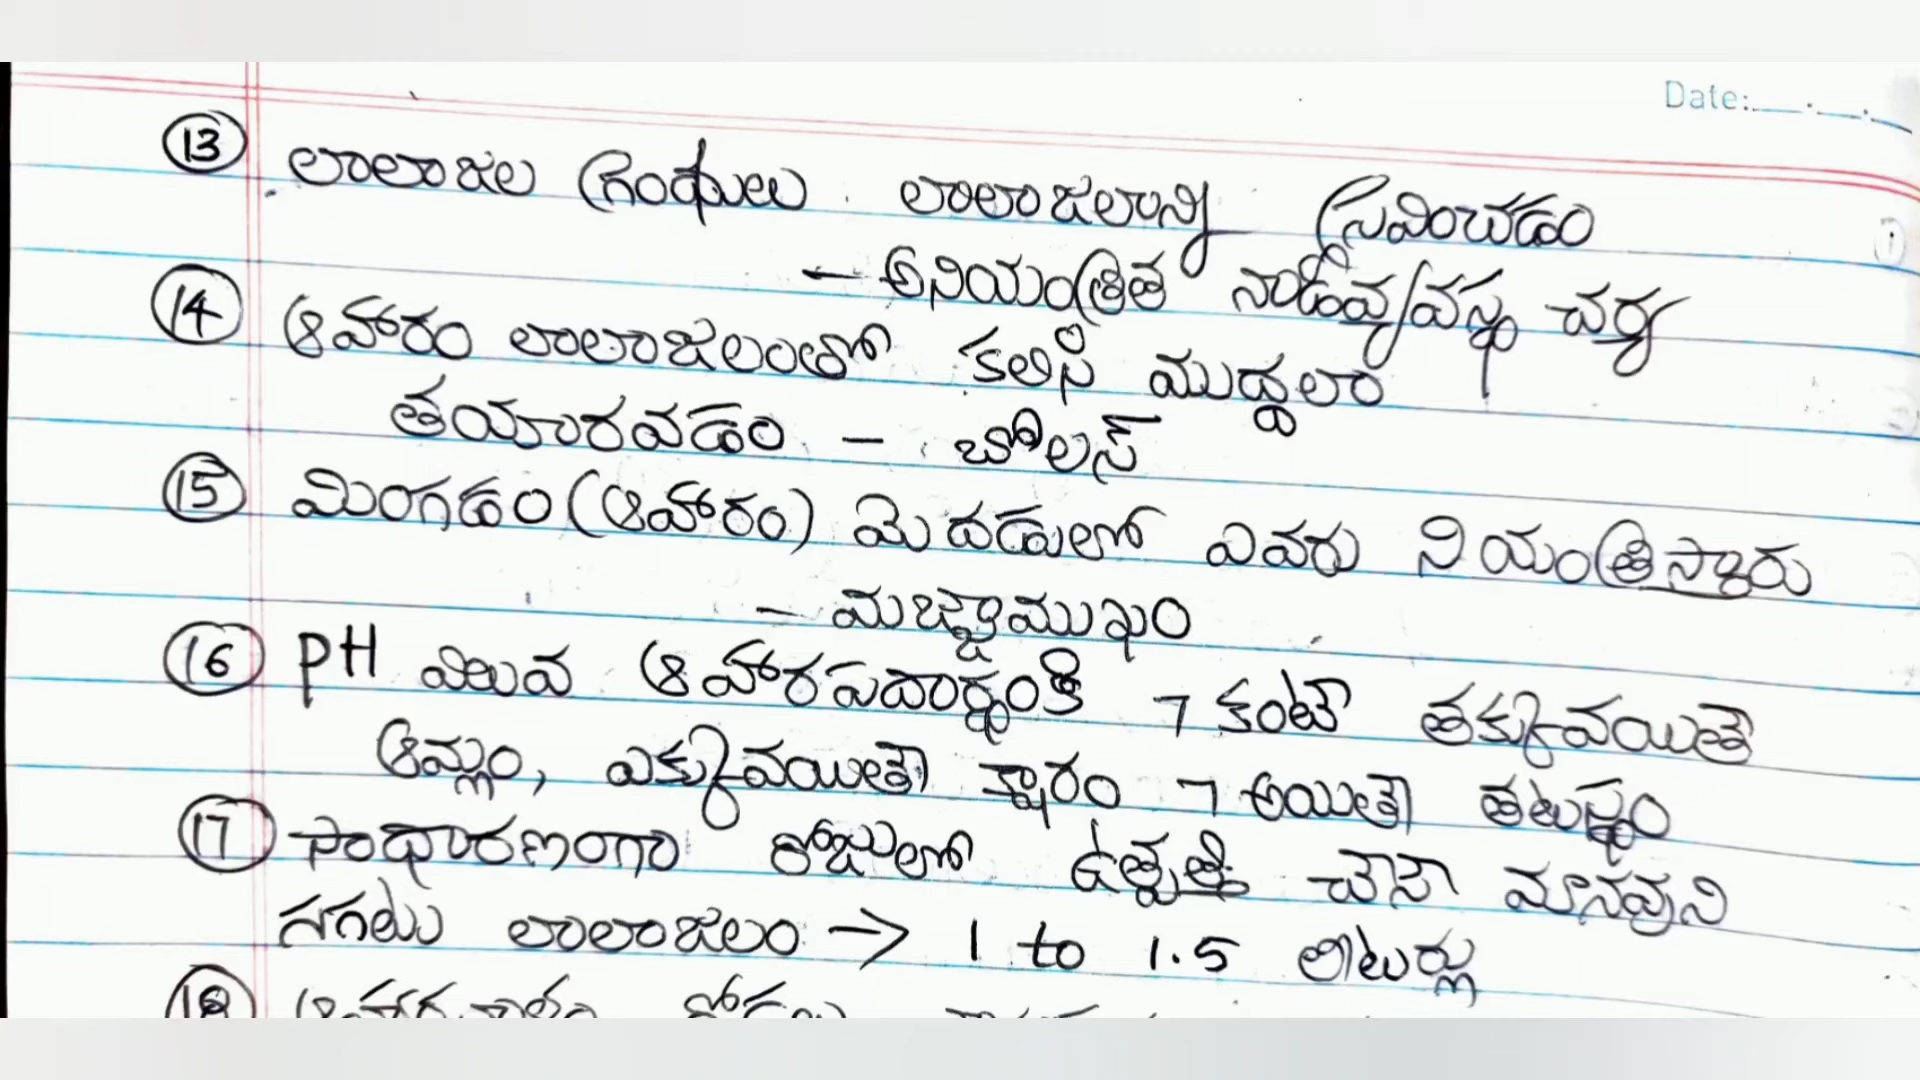 Date:
13 లాలాజల గ్రంథులు లాలాజలాన్ని స్రవించడం
– అనియంత్రిత నాడీవ్యవస్థ చర్య
14 ఆహారం లాలాజలంతో కలిసి ముద్దలా
తయారవడం – బోలస్
15 మింగడం (ఆహారం) మెదడులో ఎవరు నియంత్రిస్తారు
– మజ్జాముఖం
16 PH విలువ ఆహారపదార్థంకి 7 కంటే తక్కువయితే
ఆమ్లం, ఎక్కువయితే క్షారం 7 అయితే తటస్థం
17 సాధారణంగా రోజులో ఉత్పత్తి చేసే మానవుని
సగటు లాలాజలం → 1 to 1.5 లీటర్లు
18